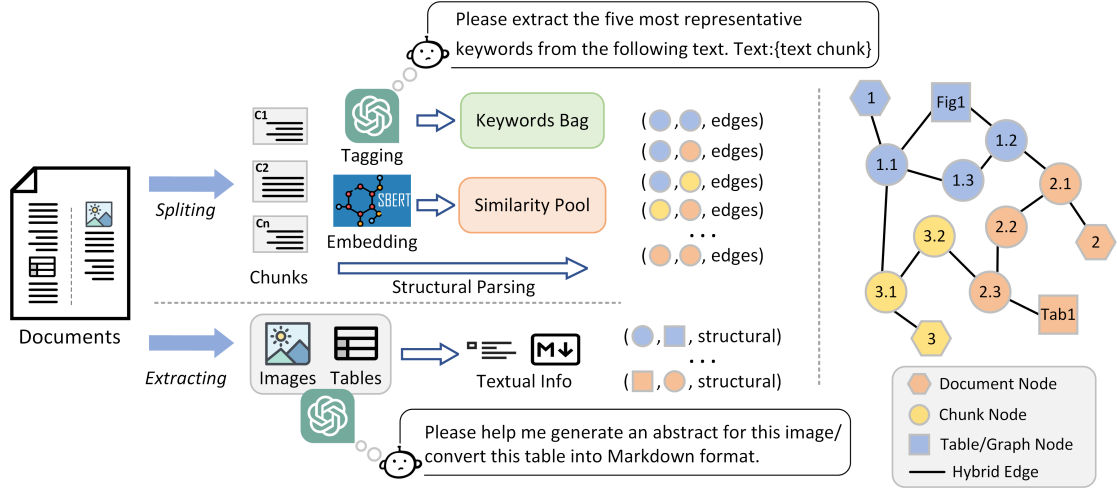 Please extract the five most representative
keywords from the following text. Text:{text chunk}
C1
C2
Cn
Chunks
Tagging
Keywords Bag
SBERT
Embedding
Similarity Pool
Structural Parsing
Spliting
Documents
Extracting
Images
Tables
Textual Info
M
( , , edges)
( , , edges)
( , , edges)
( , , edges)
...
( , , edges)
( , , structural)
...
( , , structural)
Please help me generate an abstract for this image/
convert this table into Markdown format.
1
Fig1
1.1
1.2
1.3
2.1
2.2
2
3.2
3.1
2.3
Tab1
3
Document Node
Chunk Node
Table/Graph Node
Hybrid Edge